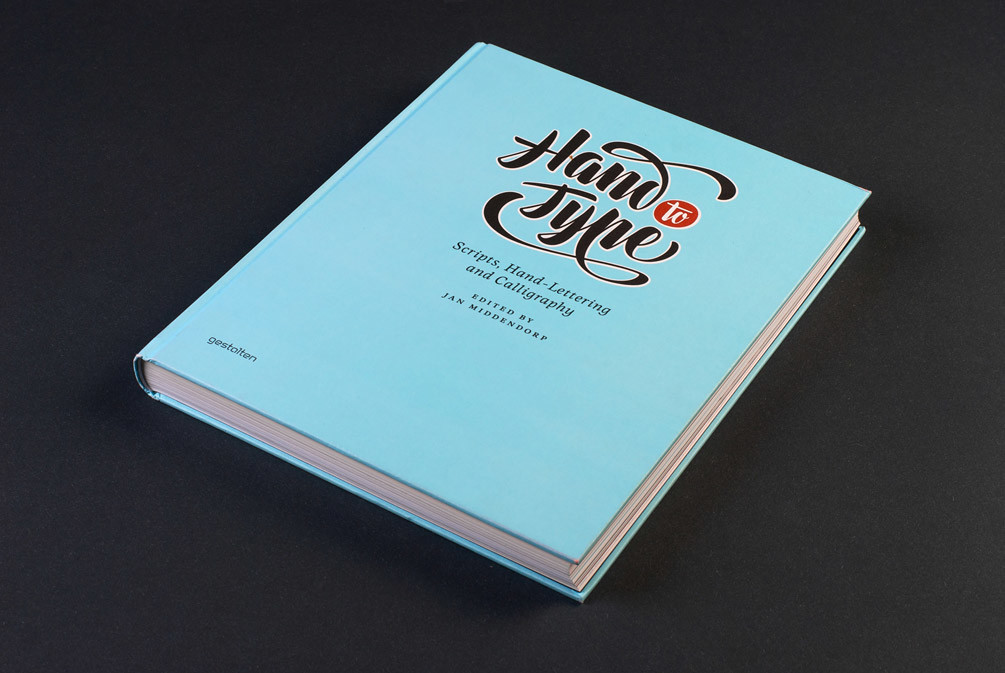 Hand to
Type
Scripts, Hand-Lettering
and Calligraphy
EDITED BY
JAN MIDDENDORP
gestalten